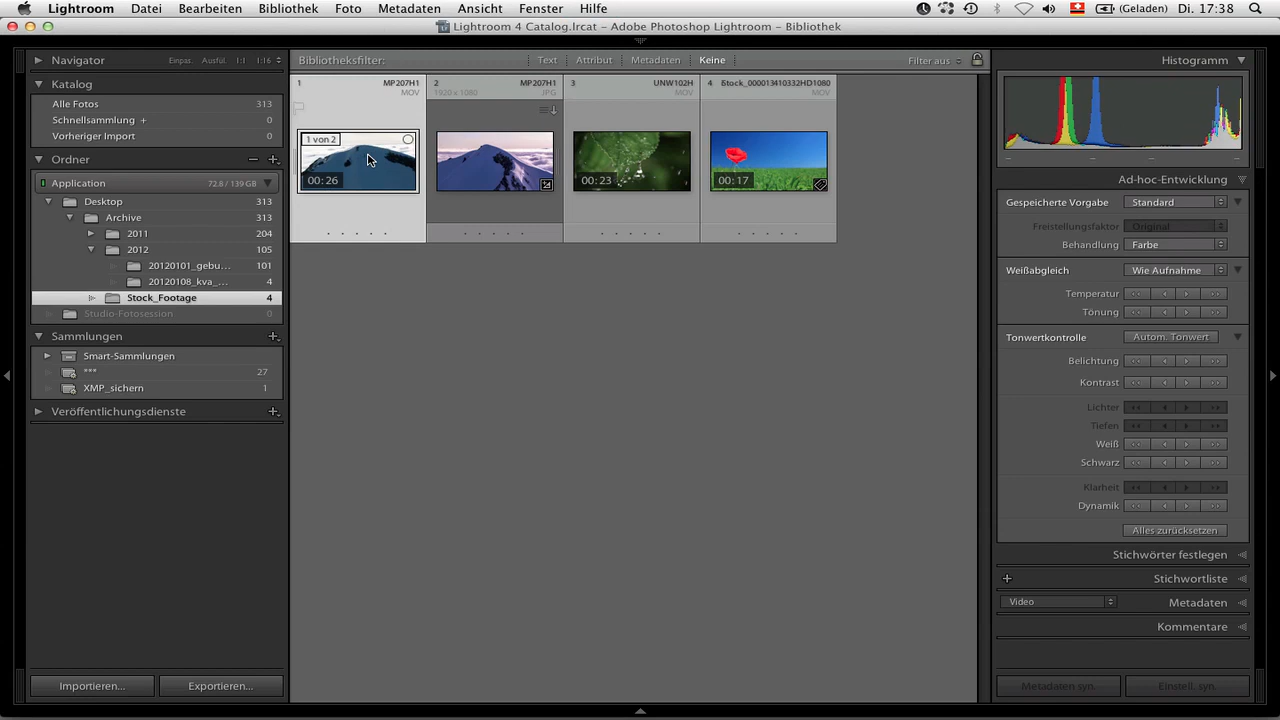 Lightroom Datei Bearbeiten Bibliothek Foto Metadaten Ansicht Fenster Hilfe (Geladen) Di. 17:38
Lightroom 4 Catalog.lrcat – Adobe Photoshop Lightroom - Bibliothek
Navigator Einpas. Ausfül. 1:1 1:16
Katalog
Alle Fotos 313
Schnellsammlung + 0
Vorheriger Import 0
Ordner
Application 72.8 / 139 GB
Desktop 313
Archive 313
2011 204
2012 105
20120101_gebu... 101
20120108_kva_... 4
Stock_Footage 4
Studio-Fotosession 0
Sammlungen
Smart-Sammlungen
*** 27
XMP_sichern 1
Veröffentlichungsdienste
Importieren... Exportieren...
Bibliotheksfilter: Text Attribut Metadaten Keine Filter aus
1 MP207H1
MOV
1 von 2
00:26
2 MP207H1
1920 x 1080 JPG
3 UNW102H
MOV
00:23
4 iStock_000013410332HD1080
MOV
00:17
Histogramm
Ad-hoc-Entwicklung
Gespeicherte Vorgabe Standard
Freistellungsfaktor Original
Behandlung Farbe
Weißabgleich Wie Aufnahme
Temperatur
Tönung
Tonwertkontrolle Autom. Tonwert
Belichtung
Kontrast
Lichter
Tiefen
Weiß
Schwarz
Klarheit
Dynamik
Alles zurücksetzen
Stichwörter festlegen
Stichwortliste
Video Metadaten
Kommentare
Metadaten syn. Einstell. syn.